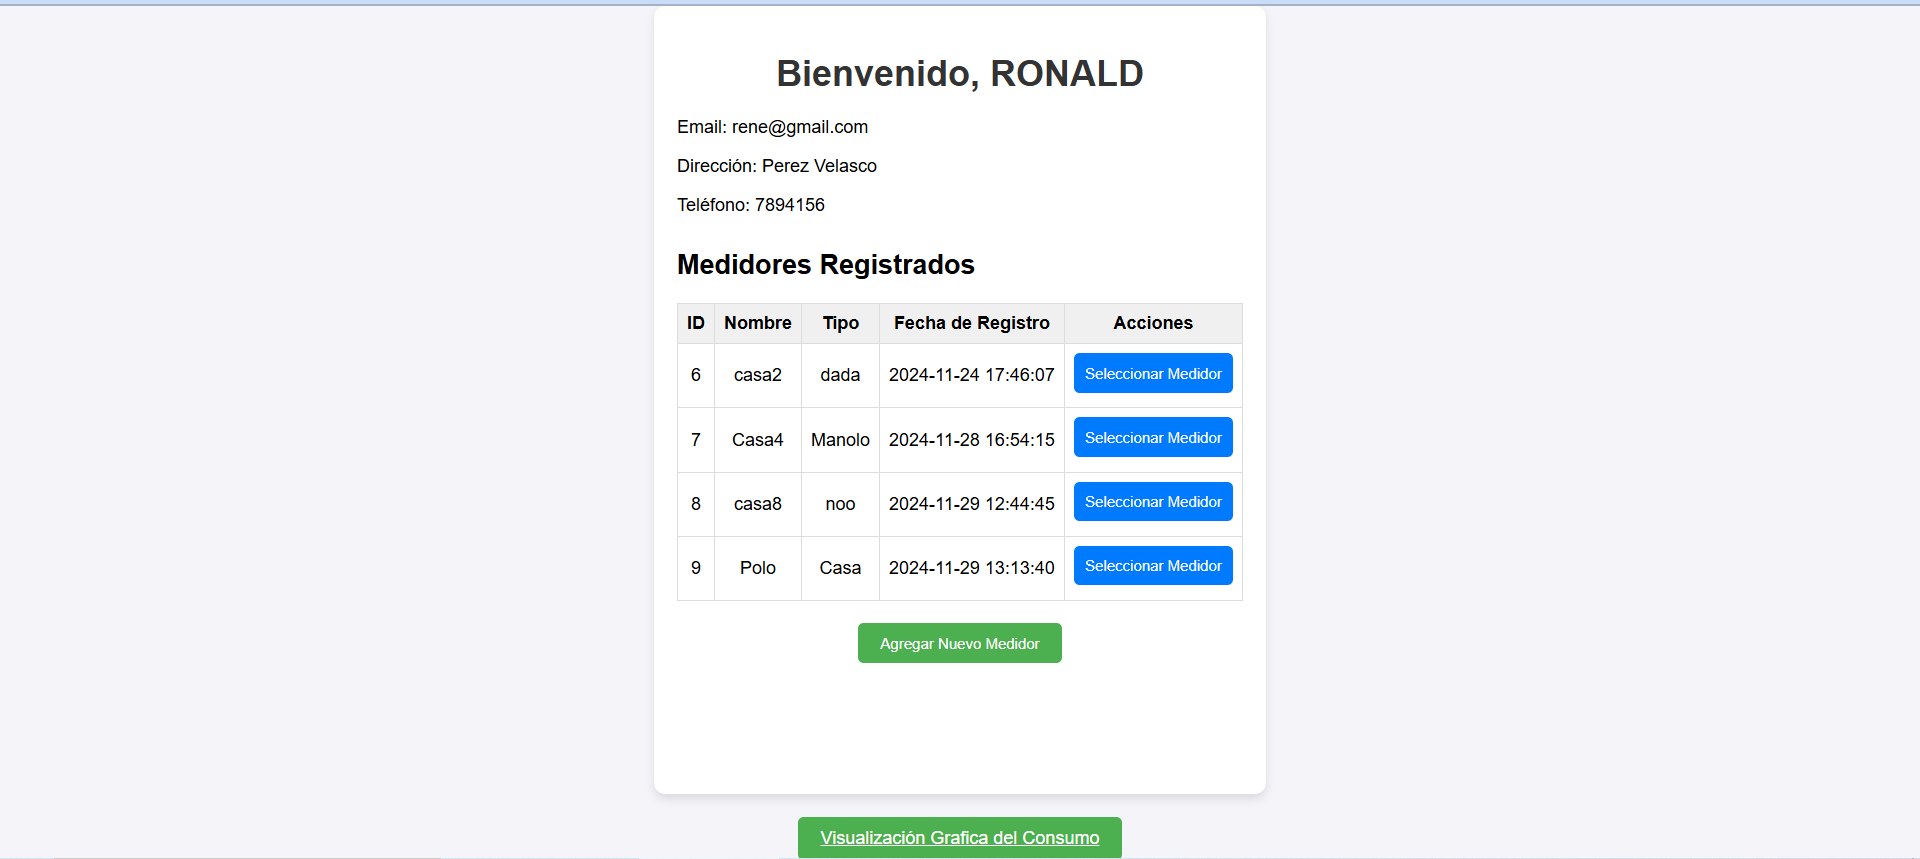 Bienvenido, RONALD
Email: rene@gmail.com
Dirección: Perez Velasco
Teléfono: 7894156
Medidores Registrados
ID Nombre Tipo Fecha de Registro Acciones
6 casa2 dada 2024-11-24 17:46:07 Seleccionar Medidor
7 Casa4 Manolo 2024-11-28 16:54:15 Seleccionar Medidor
8 casa8 noo 2024-11-29 12:44:45 Seleccionar Medidor
9 Polo Casa 2024-11-29 13:13:40 Seleccionar Medidor
Agregar Nuevo Medidor
Visualización Grafica del Consumo